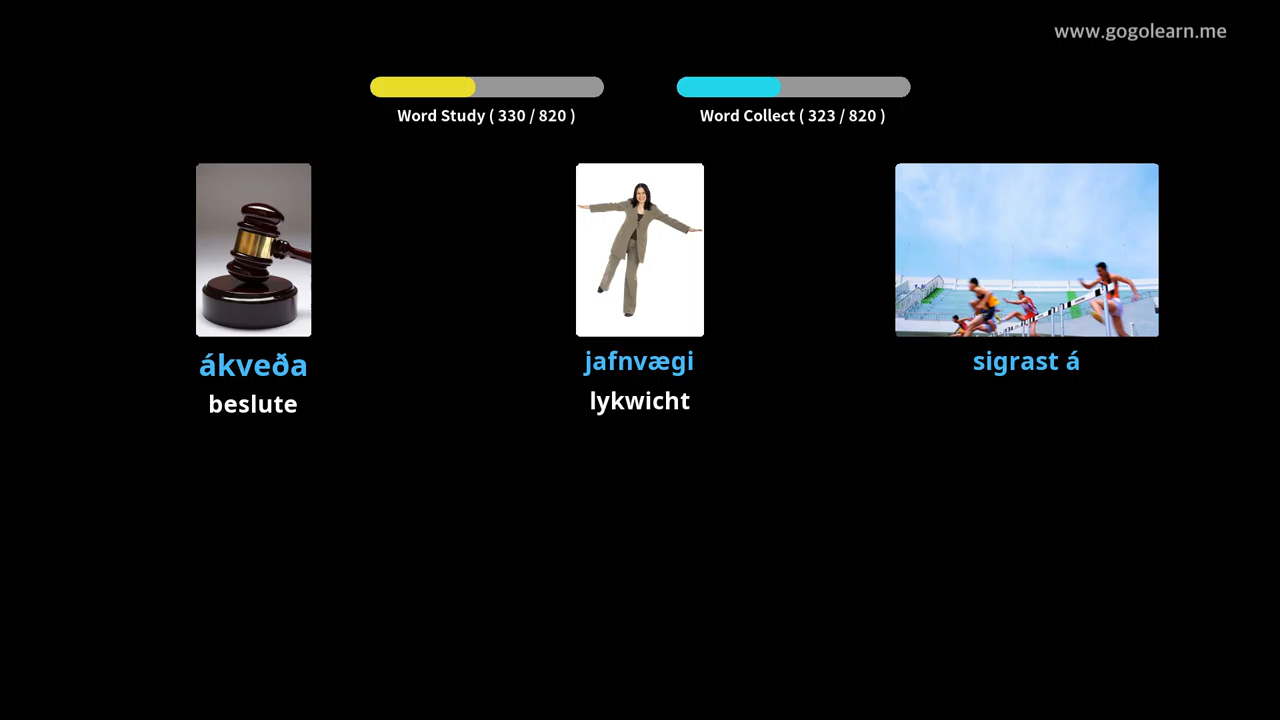 www.gogolearn.me
Word Study ( 330 / 820 )
Word Collect ( 323 / 820 )
ákveða
beslute
jafnvægi
lykwicht
sigrast á